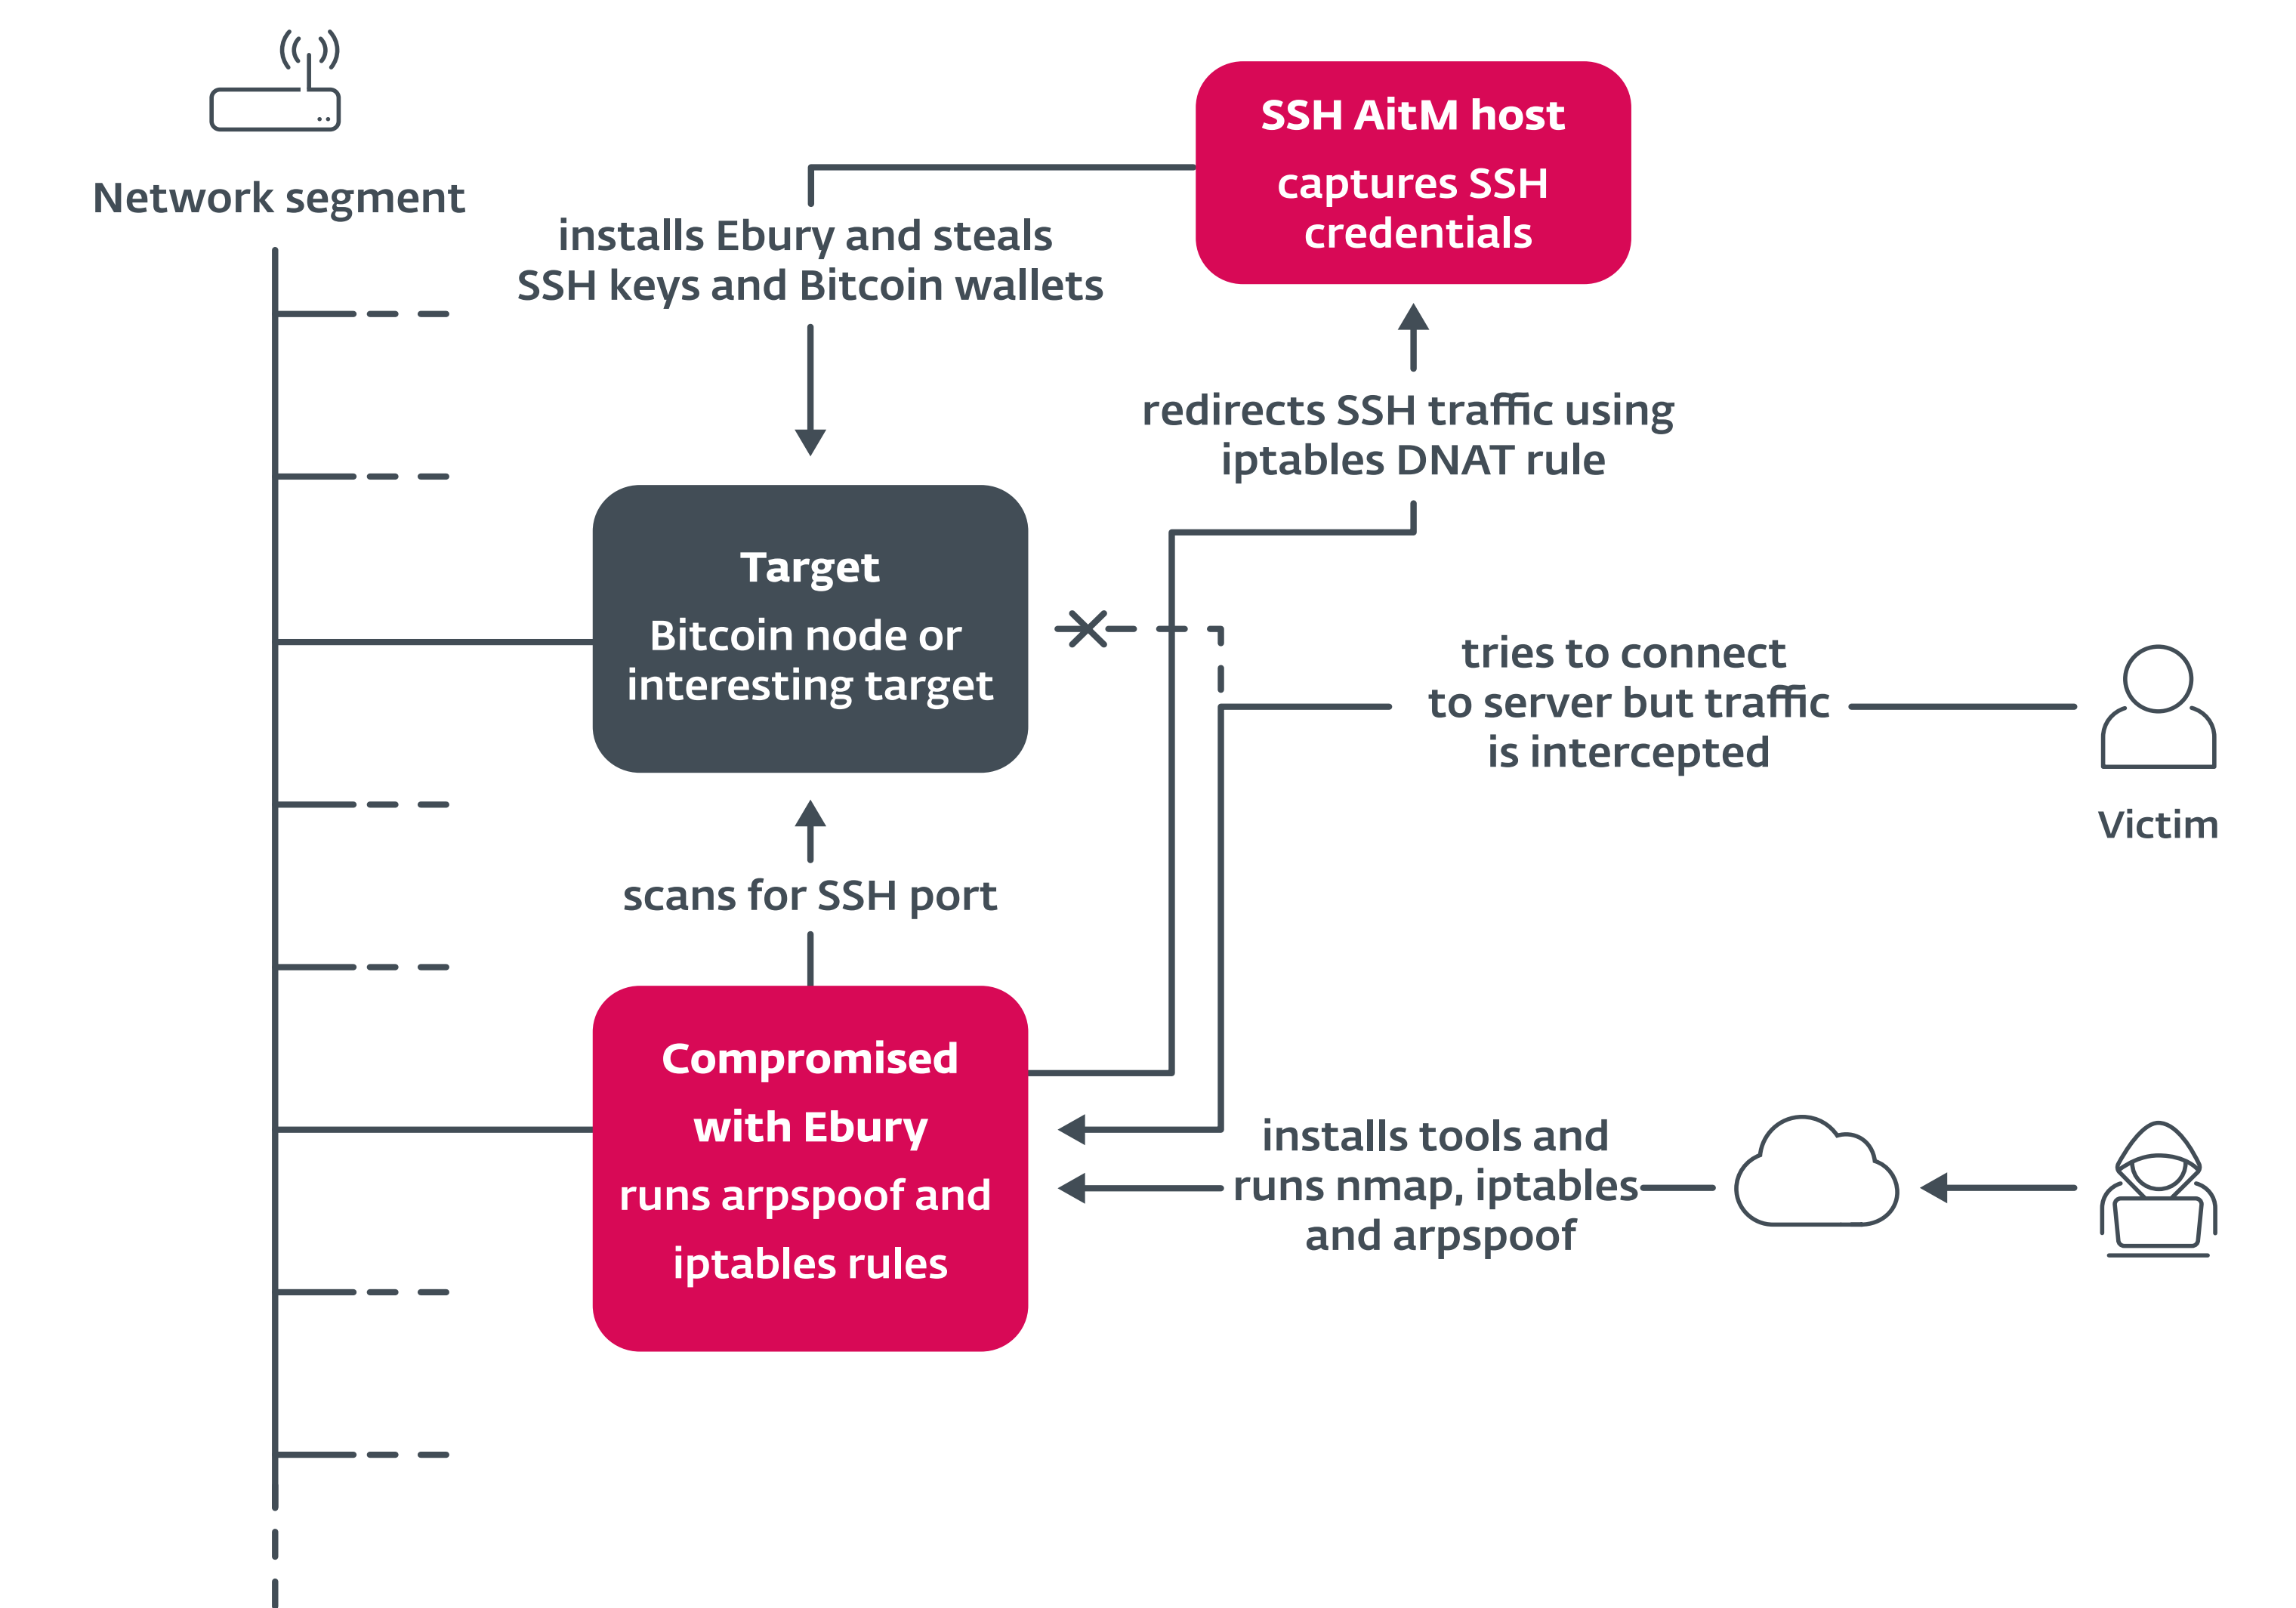 Network segment
SSH AitM host
captures SSH
credentials
installs Ebury and steals
SSH keys and Bitcoin wallets
redirects SSH traffic using
iptables DNAT rule
Target
Bitcoin node or
interesting target
tries to connect
to server but traffic
is intercepted
Victim
scans for SSH port
Compromised
with Ebury
runs arpspoof and
iptables rules
installs tools and
runs nmap, iptables
and arpspoof